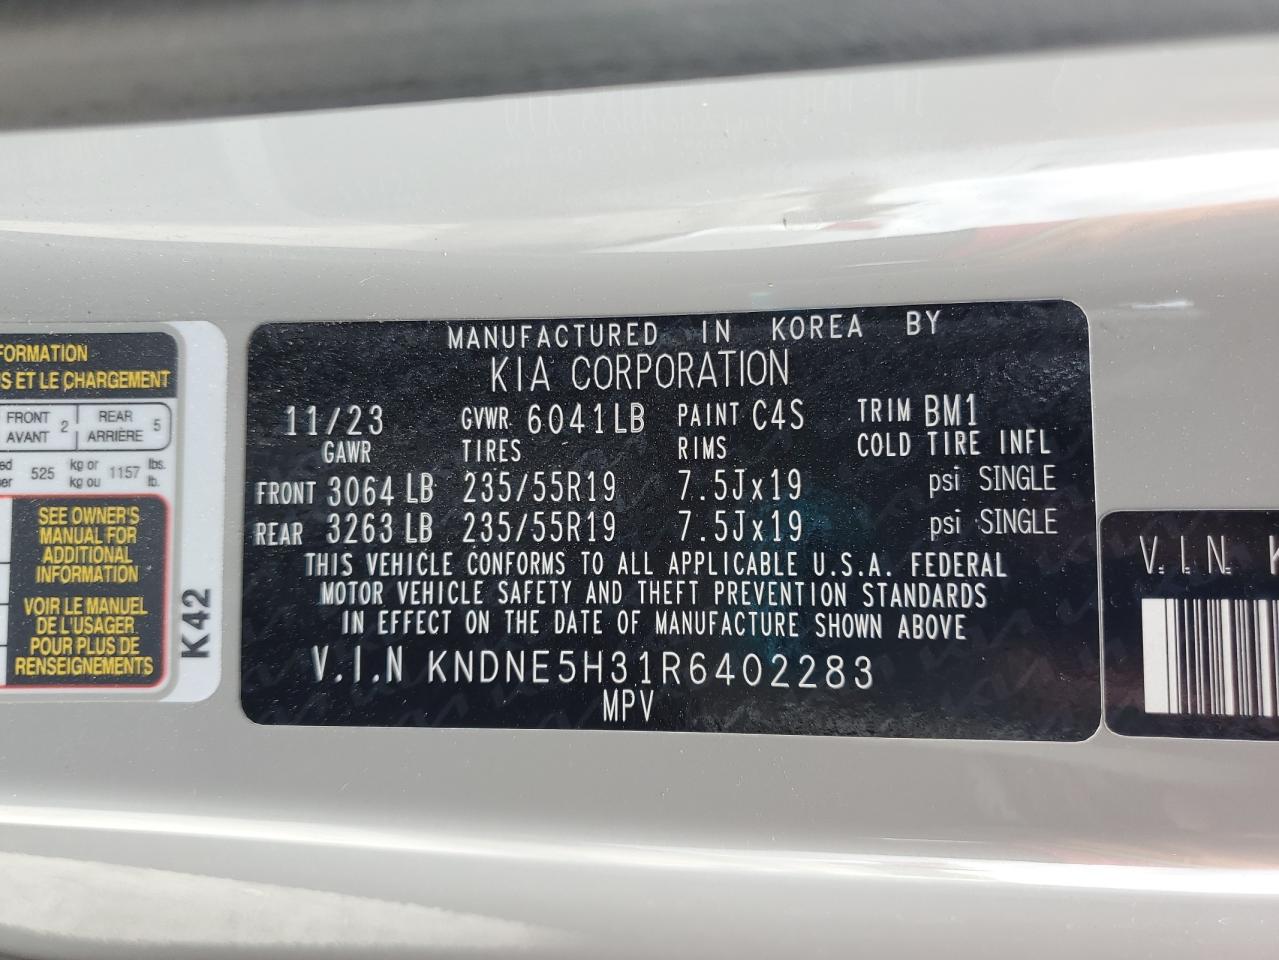 FORMATION
S ET LE CHARGEMENT
FRONT 2 REAR 5
AVANT ARRIÈRE
525 kg or 1157 lbs.
kg ou lb.
SEE OWNER'S
MANUAL FOR
ADDITIONAL
INFORMATION
VOIR LE MANUEL
DE L'USAGER
POUR PLUS DE
RENSEIGNEMENTS
K42
MANUFACTURED IN KOREA BY
KIA CORPORATION
11/23 GVWR 6041LB PAINT C4S TRIM BM1
GAWR TIRES RIMS COLD TIRE INFL
FRONT 3064 LB 235/55R19 7.5Jx19 psi SINGLE
REAR 3263 LB 235/55R19 7.5Jx19 psi SINGLE
THIS VEHICLE CONFORMS TO ALL APPLICABLE U.S.A. FEDERAL
MOTOR VEHICLE SAFETY AND THEFT PREVENTION STANDARDS
IN EFFECT ON THE DATE OF MANUFACTURE SHOWN ABOVE
V.I.N KNDNE5H31R6402283
MPV
V.I.N. K